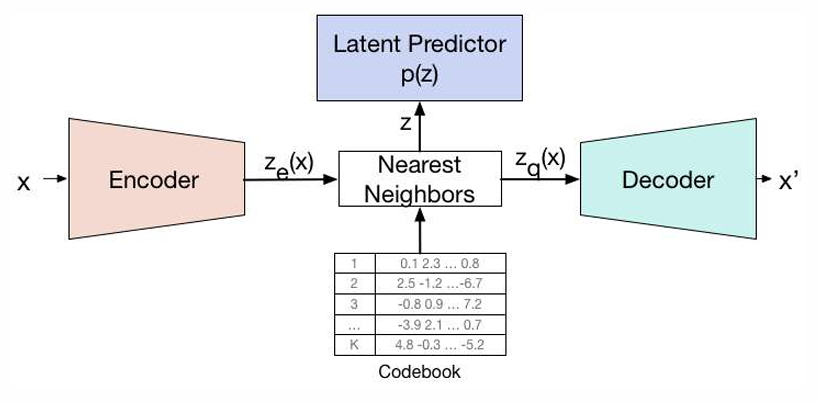 Latent Predictor
p(z)
z
x
Encoder
z_e(x)
Nearest
Neighbors
z_q(x)
Decoder
x’
1 0.1 2.3 ... 0.8
2 2.5 -1.2 ...-6.7
3 -0.8 0.9 ... 7.2
... -3.9 2.1 ... 0.7
K 4.8 -0.3 ... -5.2
Codebook